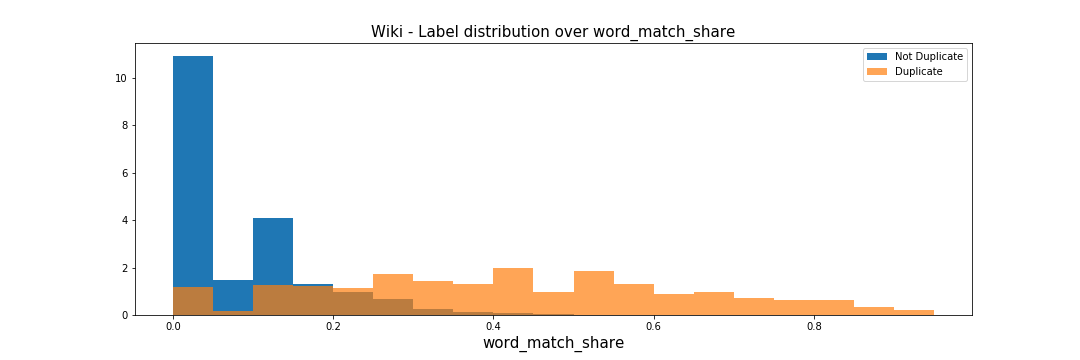 Wiki - Label distribution over word_match_share
Not Duplicate
Duplicate
10
8
6
4
2
0
0.0 0.2 0.4 0.6 0.8
word_match_share